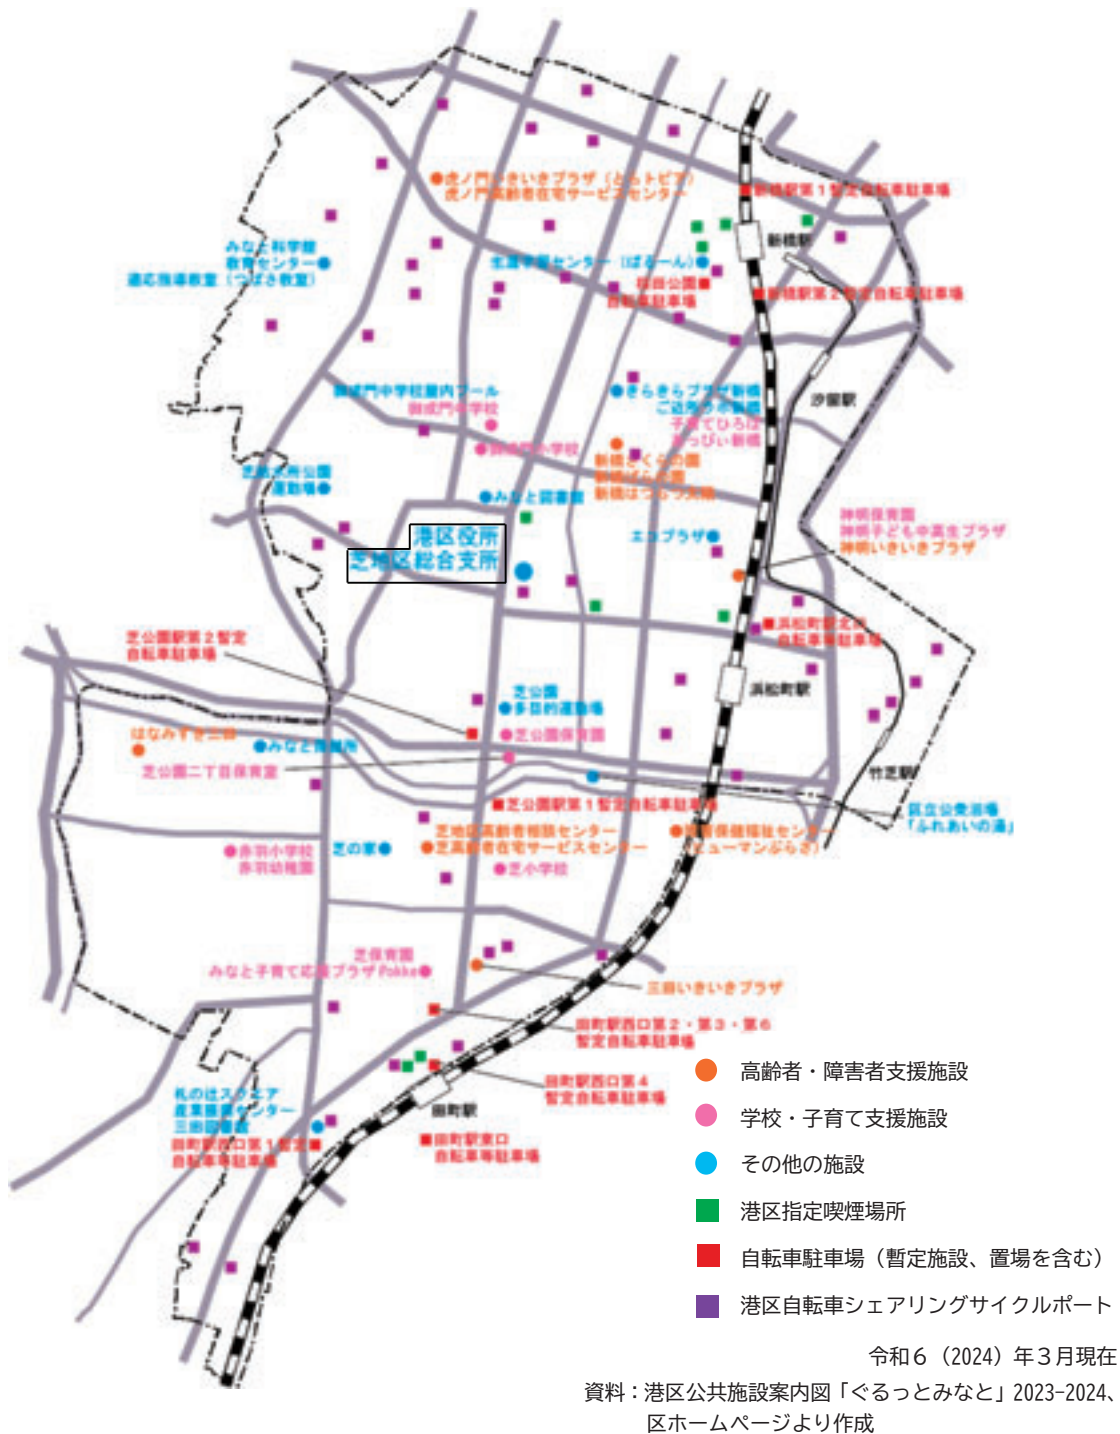 虎ノ門いきいきプラザ（とらトピア）
虎ノ門高齢者在宅サービスセンター
新橋駅第１暫定自転車駐車場
新橋駅
みなと科学館
教育センター
適応指導教室（つばさ教室）
生涯学習センター（ばるーん）
桜田公園
自転車駐車場
新橋駅第２暫定自転車駐車場
汐留駅
御成門中学校屋内プール
御成門中学校
御成門小学校
きらきらプラザ新橋
ご近所ラボ新橋
子育てひろば
あっぴぃ新橋
新橋さくらの園
新橋ばらの園
芝給水所公園
運動場
みなと図書館
港区役所
芝地区総合支所
エコプラザ
神明保育園
神明子ども中高生プラザ
神明いきいきプラザ
浜松町駅北口
自転車等駐車場
浜松町駅
芝公園駅第２暫定
自転車駐車場
芝公園
多目的運動場
芝公園保育園
はなみずき三田
みなと保健所
芝公園二丁目保育室
竹芝駅
区立公衆浴場
「ふれあいの湯」
芝公園駅第１暫定自転車駐車場
芝地区高齢者相談センター
芝高齢者在宅サービスセンター
障害保健福祉センター
（ヒューマンぷらざ）
赤羽小学校
赤羽幼稚園
芝の家
芝小学校
芝保育園
みなと子育て応援プラザPokke
三田いきいきプラザ
田町駅西口第２・第３・第６
暫定自転車駐車場
田町駅西口第４
暫定自転車駐車場
田町駅
札の辻スクエア
産業振興センター
三田図書館
田町駅西口第１暫定
自転車等駐車場
田町駅東口
自転車等駐車場
高齢者・障害者支援施設
学校・子育て支援施設
その他の施設
港区指定喫煙場所
自転車駐車場（暫定施設、置場を含む）
港区自転車シェアリングサイクルポート
令和６（2024）年３月現在
資料：港区公共施設案内図「ぐるっとみなと」2023-2024、
区ホームページより作成